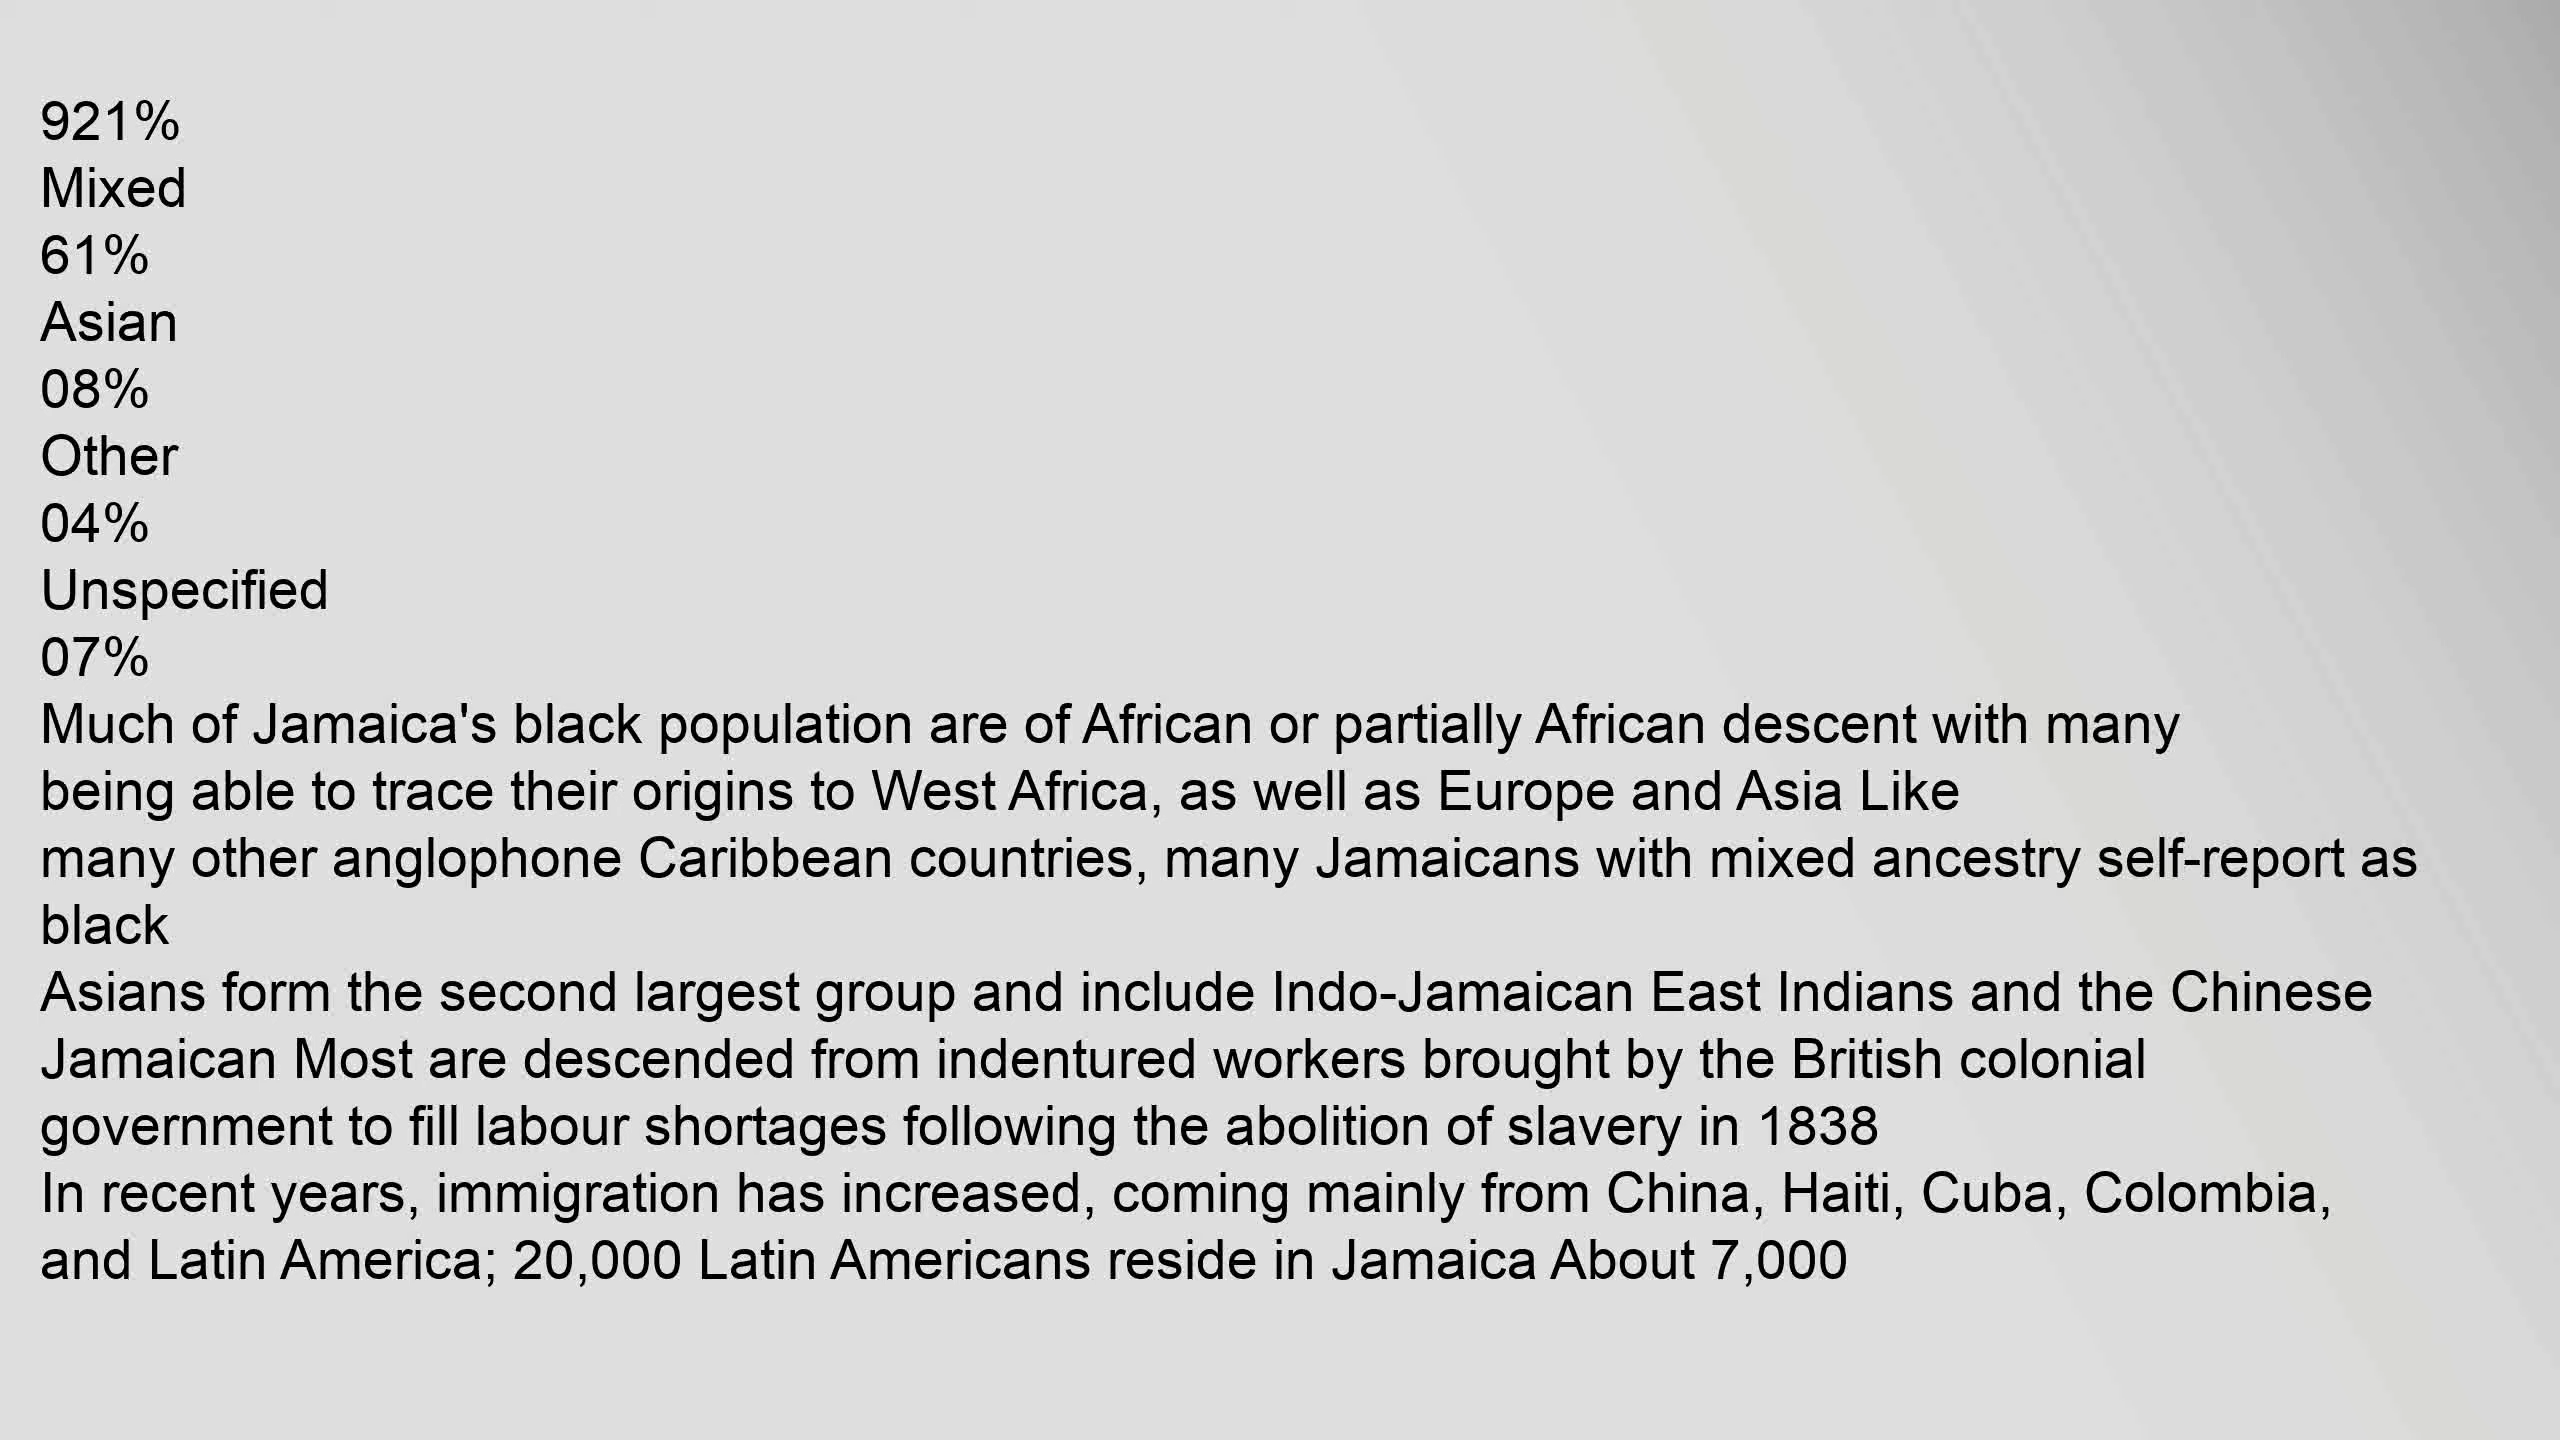 921%
Mixed
61%
Asian
08%
Other
04%
Unspecified
07%
Much of Jamaica's black population are of African or partially African descent with many
being able to trace their origins to West Africa, as well as Europe and Asia Like
many other anglophone Caribbean countries, many Jamaicans with mixed ancestry self-report as
black
Asians form the second largest group and include Indo-Jamaican East Indians and the Chinese
Jamaican Most are descended from indentured workers brought by the British colonial
government to fill labour shortages following the abolition of slavery in 1838
In recent years, immigration has increased, coming mainly from China, Haiti, Cuba, Colombia,
and Latin America; 20,000 Latin Americans reside in Jamaica About 7,000